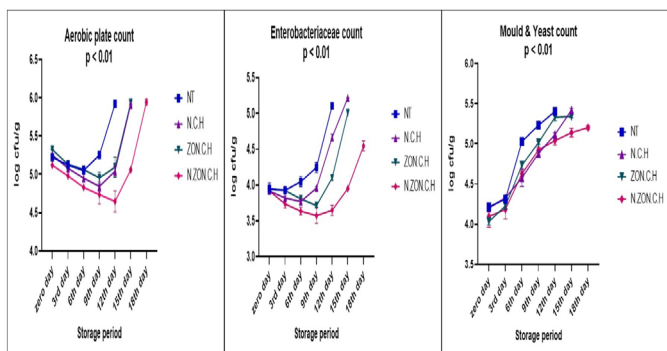 Aerobic plate count
p < 0.01
log cfu/g
6.5
6.0
5.5
5.0
4.5
4.0
zero day
3rd day
6th day
9th day
12th day
15th day
18th day
Storage period
NT
N.C.H
ZON.C.H
N.ZON.C.H
Enterobacteriaceae count
p < 0.01
log cfu/g
5.5
5.0
4.5
4.0
3.5
3.0
zero day
3rd day
6th day
9th day
12th day
15th day
18th day
Storage period
NT
N.C.H
ZON.C.H
N.ZON.C.H
Mould & Yeast count
p < 0.01
log cfu/g
6.0
5.5
5.0
4.5
4.0
3.5
zero day
3rd day
6th day
9th day
12th day
15th day
18th day
Storage period
NT
N.C.H
ZON.C.H
N.ZON.C.H